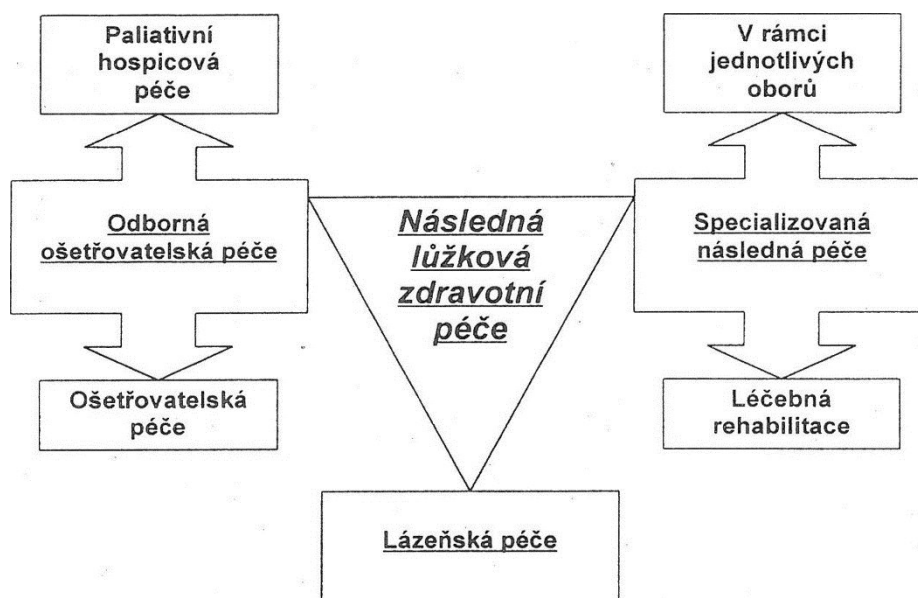 Paliativní
hospicová
péče
V rámci
jednotlivých
oborů
Odborná
ošetřovatelská péče
Následná
lůžková
zdravotní
péče
Specializovaná
následná péče
Ošetřovatelská
péče
Léčebná
rehabilitace
Lázeňská péče